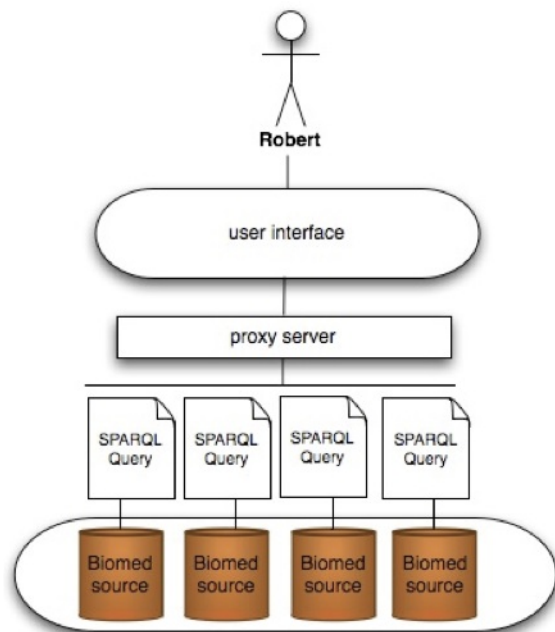 Robert
user interface
proxy server
SPARQL SPARQL SPARQL SPARQL
Query Query Query Query
Biomed Biomed Biomed Biomed
source source source source